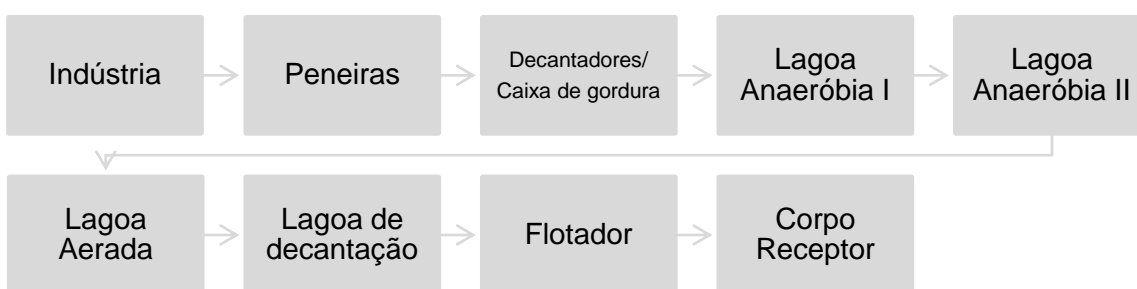 Indústria
Peneiras
Decantadores/
Caixa de gordura
Lagoa
Anaeróbia I
Lagoa
Anaeróbia II
Lagoa
Aerada
Lagoa de
decantação
Flotador
Corpo
Receptor